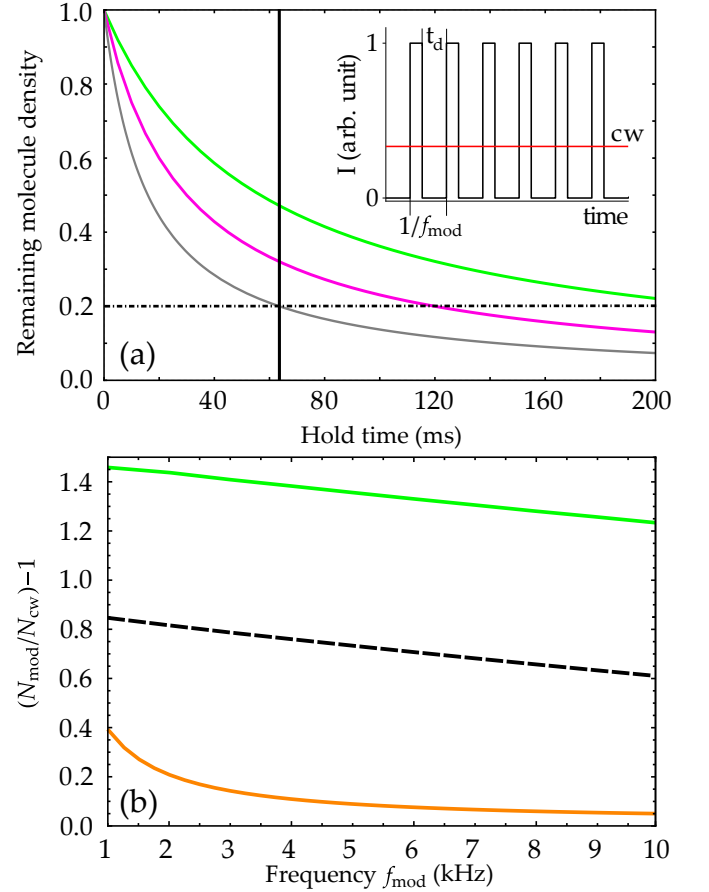 1.0
0.8
0.6
0.4
0.2
0.0
Remaining molecule density
(a)
0 40 80 120 160 200
Hold time (ms)
I (arb. unit)
1
0
t_d
cw
1/f_mod
time
1.4
1.2
1.0
0.8
0.6
0.4
0.2
0.0
(N_mod/N_cw)−1
(b)
1 2 3 4 5 6 7 8 9 10
Frequency f_mod (kHz)